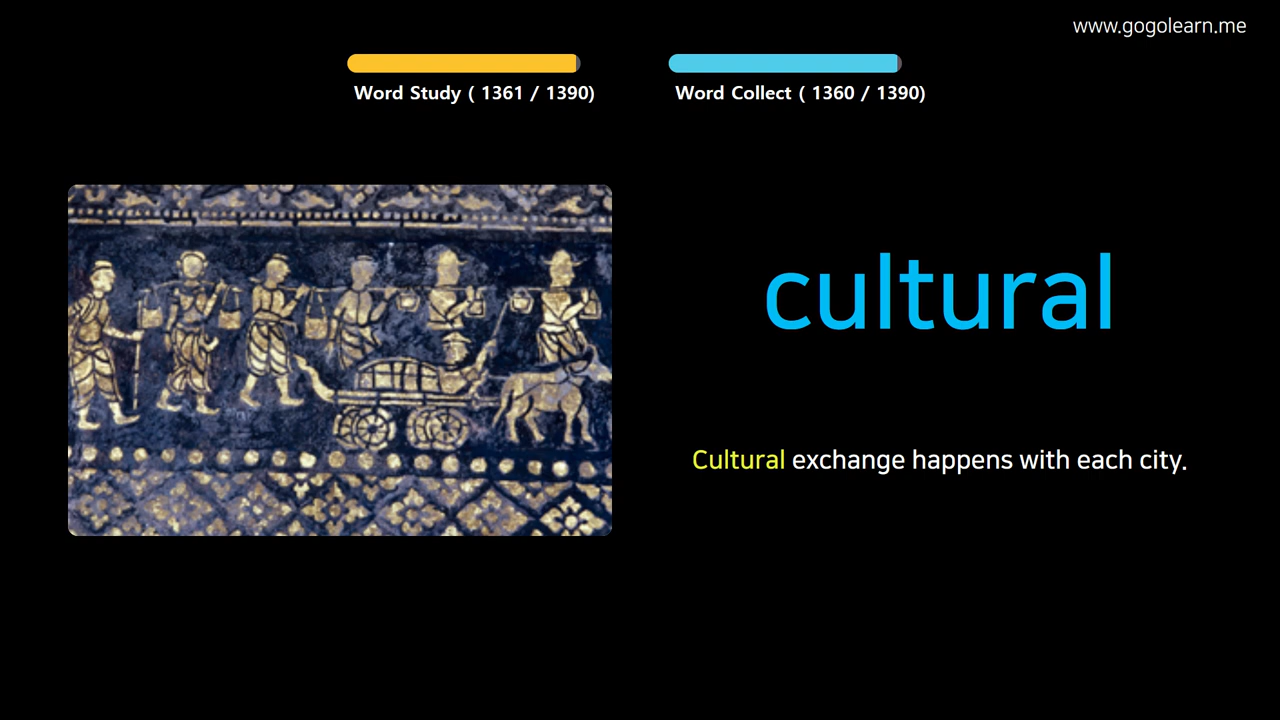 www.gogolearn.me
Word Study ( 1361 / 1390)
Word Collect ( 1360 / 1390)
cultural
Cultural exchange happens with each city.